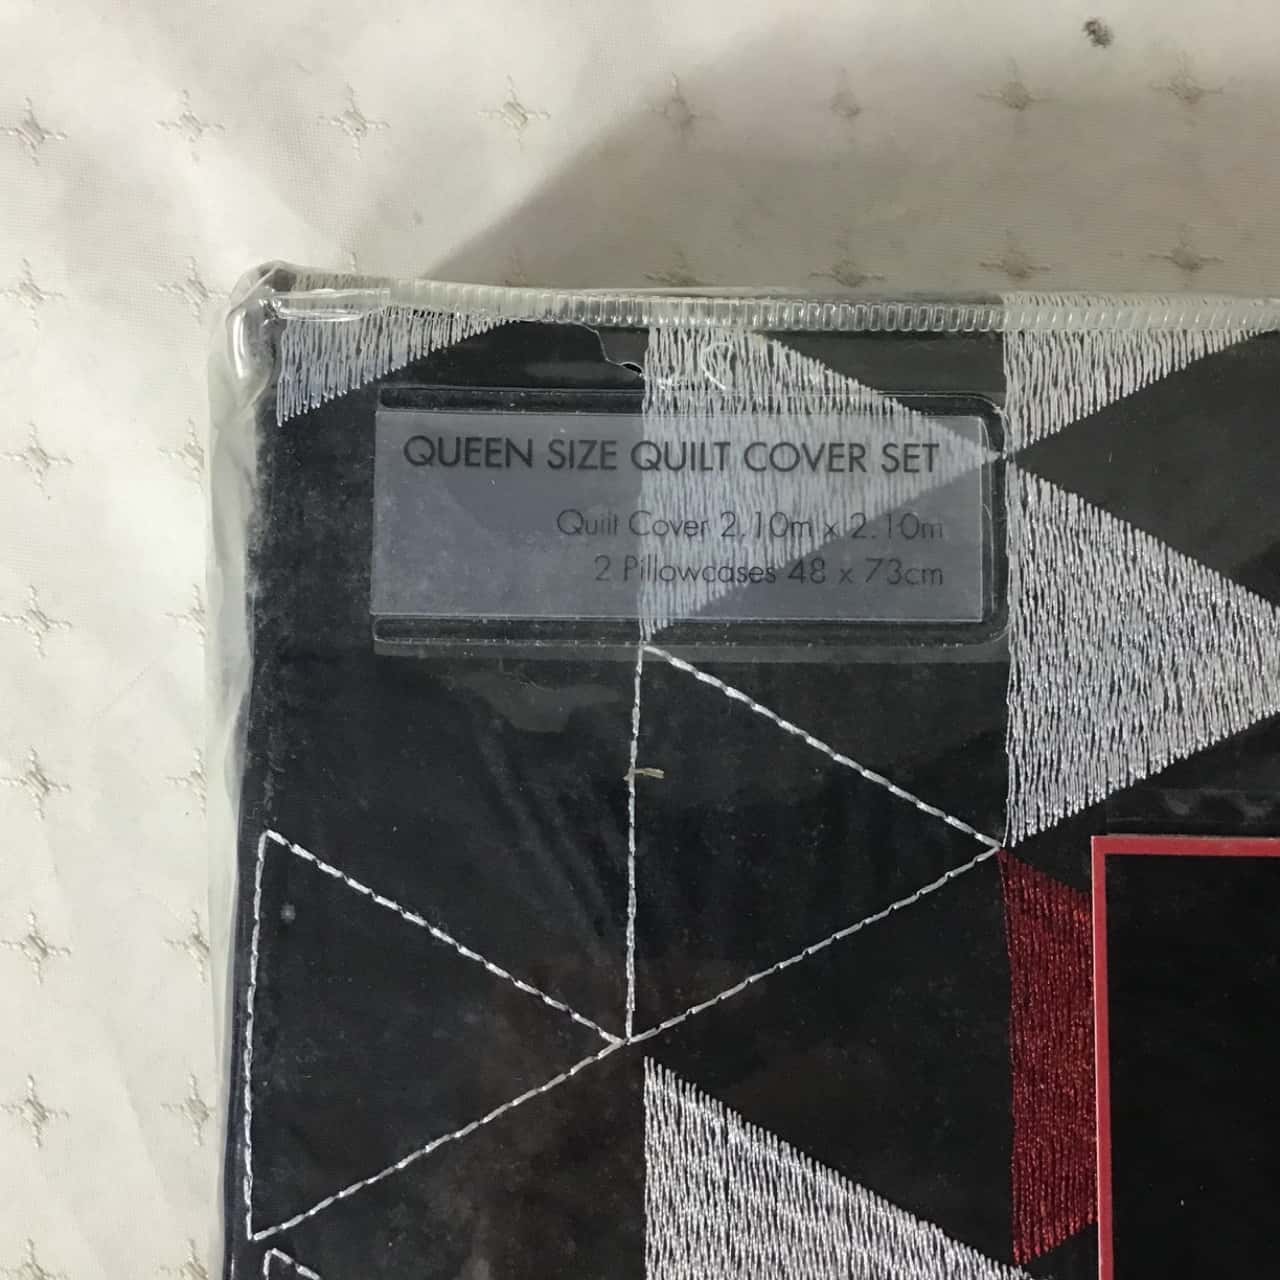 QUEEN SIZE QUILT COVER SET
Quilt Cover 2.10m x 2.10m
2 Pillowcases 48 x 73cm